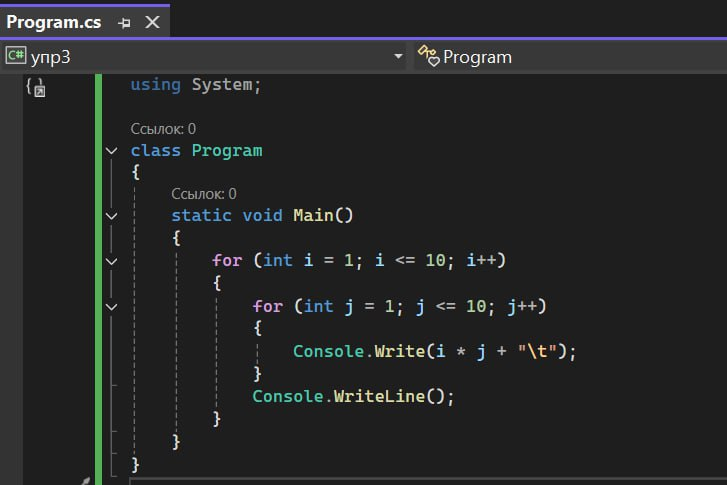 Program.cs
C# упр3 Program
using System;
Ссылок: 0
class Program
{
Ссылок: 0
static void Main()
{
for (int i = 1; i <= 10; i++)
{
for (int j = 1; j <= 10; j++)
{
Console.Write(i * j + "\t");
}
Console.WriteLine();
}
}
}